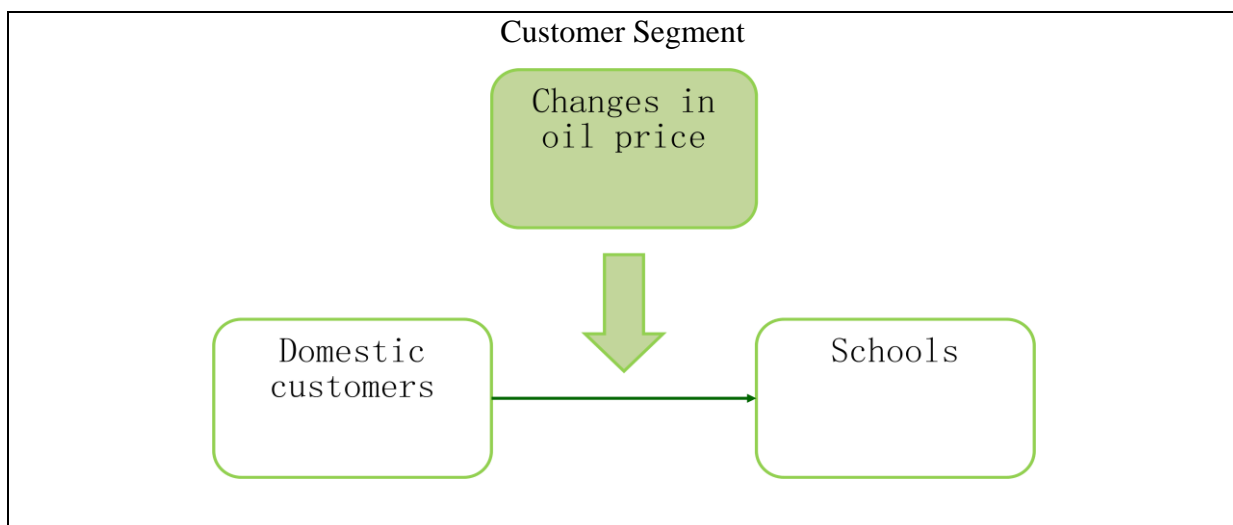 Customer Segment
Changes in
oil price
Domestic
customers
Schools